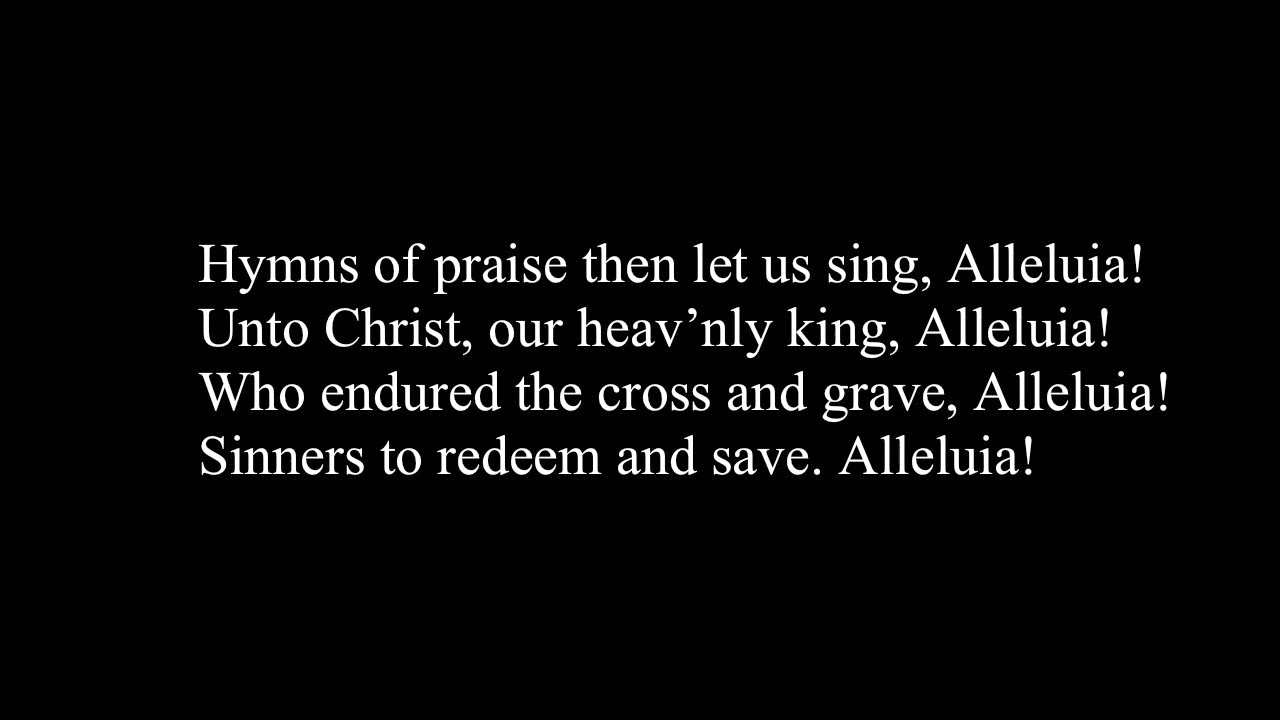 Hymns of praise then let us sing, Alleluia!
Unto Christ, our heav’nly king, Alleluia!
Who endured the cross and grave, Alleluia!
Sinners to redeem and save. Alleluia!